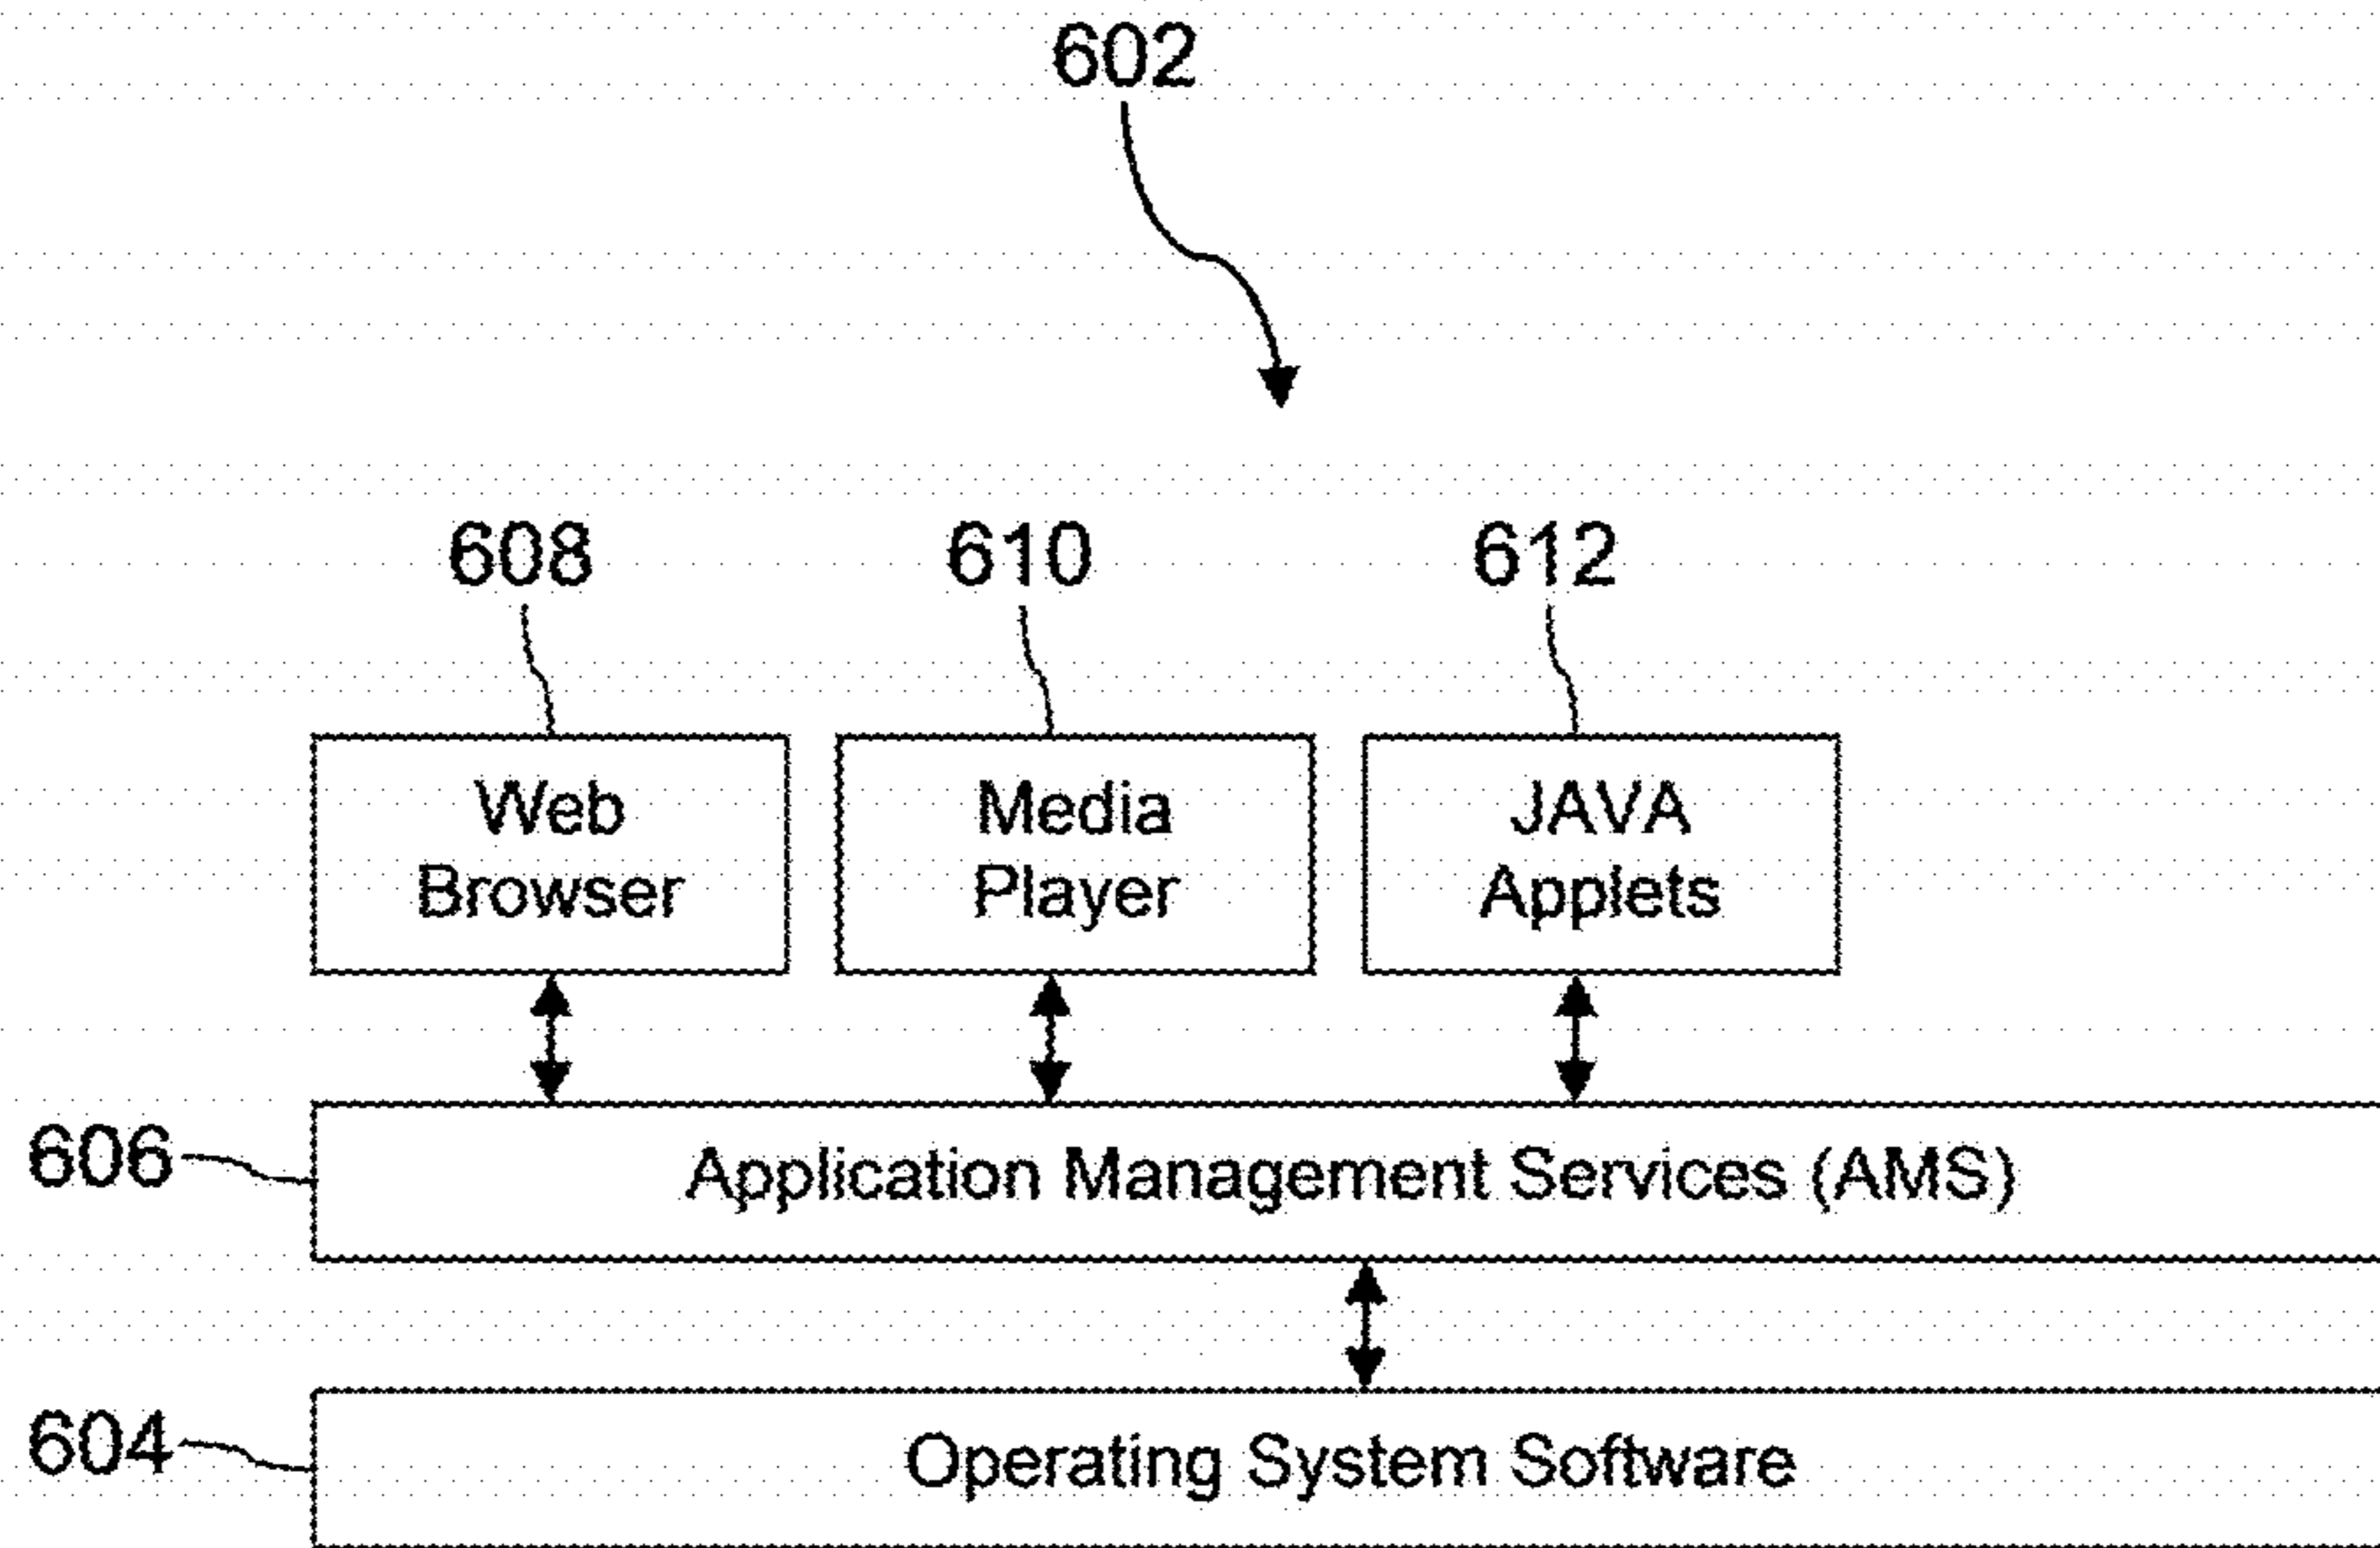 602
608
610
612
Web
Browser
Media
Player
JAVA
Applets
606
Application Management Services (AMS)
604
Operating System Software